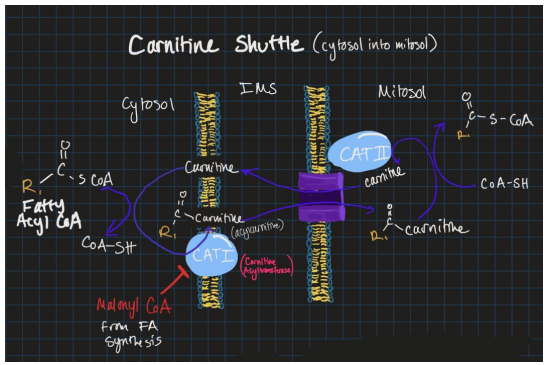 Carnitine Shuttle (cytosol into mitosol)
Cytosol
IMS
Mitosol
O
C
R₁
S CoA
Fatty
Acyl CoA
CoA-SH
Carnitine
O
C
R₁
Carnitine
(acylcarnitine)
CAT I
(Carnitine
Acyltransferase)
Malonyl CoA
from FA
synthesis
CAT II
carnitine
O
C
R₁
carnitine
O
C - S - CoA
R₁
CoA-SH